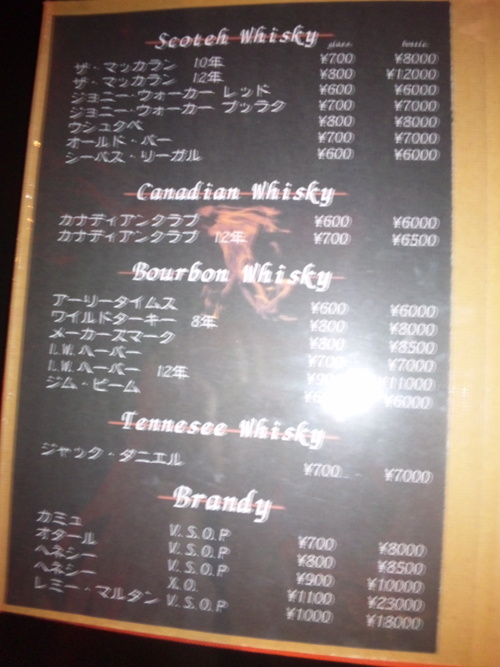 Scotch Whisky
glass bottle
ザ・マッカラン 10年 ¥700 ¥8000
ザ・マッカラン 12年 ¥800 ¥12000
ジョニー・ウォーカー レッド ¥600 ¥6000
ジョニー・ウォーカー ブッラク ¥700 ¥7000
ウシュクベ ¥800 ¥8000
オールド・パー ¥700 ¥7000
シーバス・リーガル ¥600 ¥6000
Canadian Whisky
カナディアンクラブ ¥600 ¥6000
カナディアンクラブ 12年 ¥700 ¥6500
Bourbon Whisky
アーリータイムス ¥600 ¥6000
ワイルドターキー 8年 ¥800 ¥8000
メーカーズマーク ¥800 ¥8500
I.W.ハーパー ¥700 ¥7000
I.W.ハーパー 12年
ジム・ビーム ¥6000
Tennesee Whisky
ジャック・ダニエル ¥700 ¥7000
Brandy
カミュ V.S.O.P ¥700 ¥8000
オタール V.S.O.P ¥800 ¥8500
ヘネシー V.S.O.P ¥900 ¥10000
ヘネシー X.O. ¥1100 ¥23000
レミー・マルタン V.S.O.P ¥1000 ¥18000